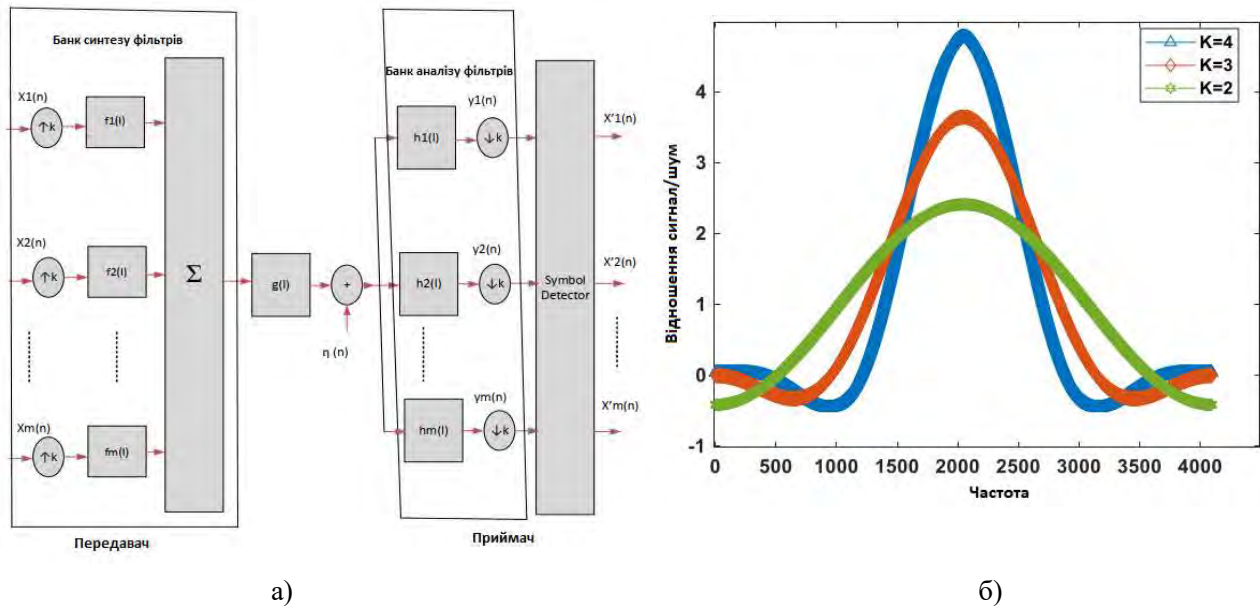 Банк синтезу фільтрів
X1(n)
↑k
f1(l)
X2(n)
↑k
f2(l)
Xm(n)
↑k
fm(l)
Σ
Передавач
g(l)
+
η (n)
Банк аналізу фільтрів
h1(l)
y1(n)
↓k
h2(l)
y2(n)
↓k
hm(l)
ym(n)
↓k
Приймач
Symbol
Detector
X'1(n)
X'2(n)
X'm(n)
а)
Відношення сигнал/шум
4
3
2
1
0
-1
0 500 1000 1500 2000 2500 3000 3500 4000
Частота
K=4
K=3
K=2
б)